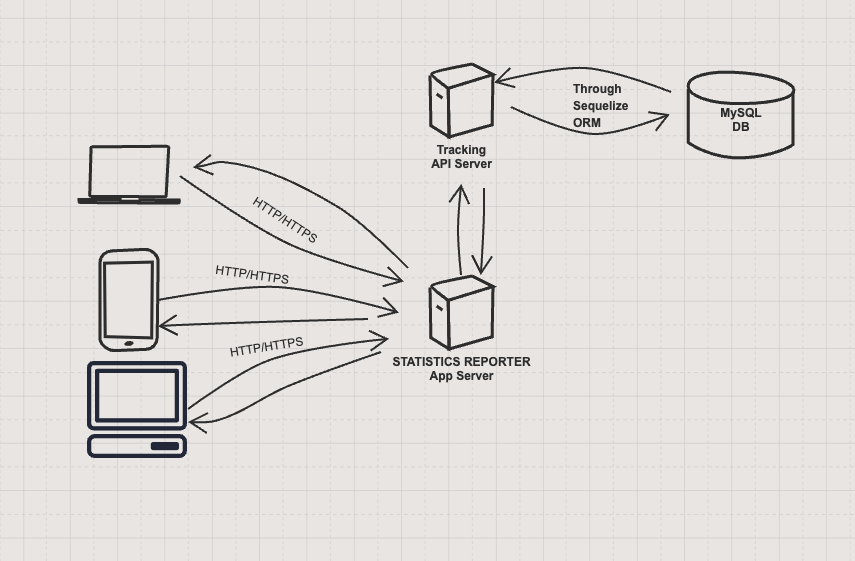 Through
Sequelize
ORM
MySQL
DB
Tracking
API Server
HTTP/HTTPS
HTTP/HTTPS
HTTP/HTTPS
STATISTICS REPORTER
App Server